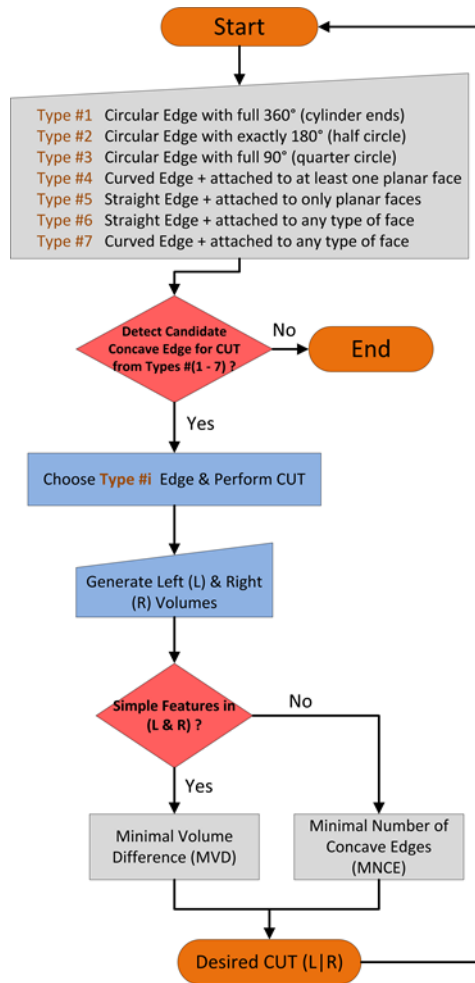 Start
Type #1 Circular Edge with full 360° (cylinder ends)
Type #2 Circular Edge with exactly 180° (half circle)
Type #3 Circular Edge with full 90° (quarter circle)
Type #4 Curved Edge + attached to at least one planar face
Type #5 Straight Edge + attached to only planar faces
Type #6 Straight Edge + attached to any type of face
Type #7 Curved Edge + attached to any type of face
Detect Candidate
Concave Edge for CUT
from Types #(1 - 7) ?
No
End
Yes
Choose Type #i Edge & Perform CUT
Generate Left (L) & Right
(R) Volumes
Simple Features in
(L & R) ?
No
Yes
Minimal Volume
Difference (MVD)
Minimal Number of
Concave Edges
(MNCE)
Desired CUT (L|R)